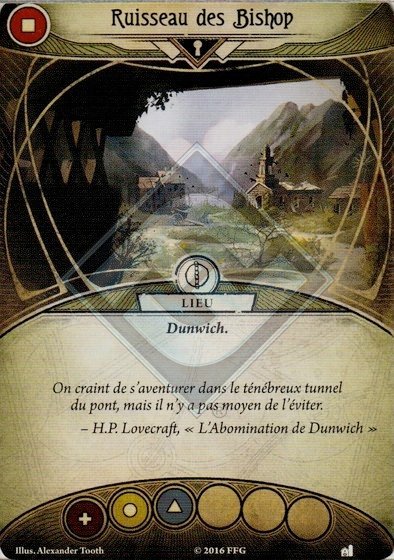 Ruisseau des Bishop
LIEU
Dunwich.
On craint de s'aventurer dans le ténébreux tunnel
du pont, mais il n'y a pas moyen de l'éviter.
– H.P. Lovecraft, « L'Abomination de Dunwich »
Illus. Alexander Tooth
© 2016 FFG